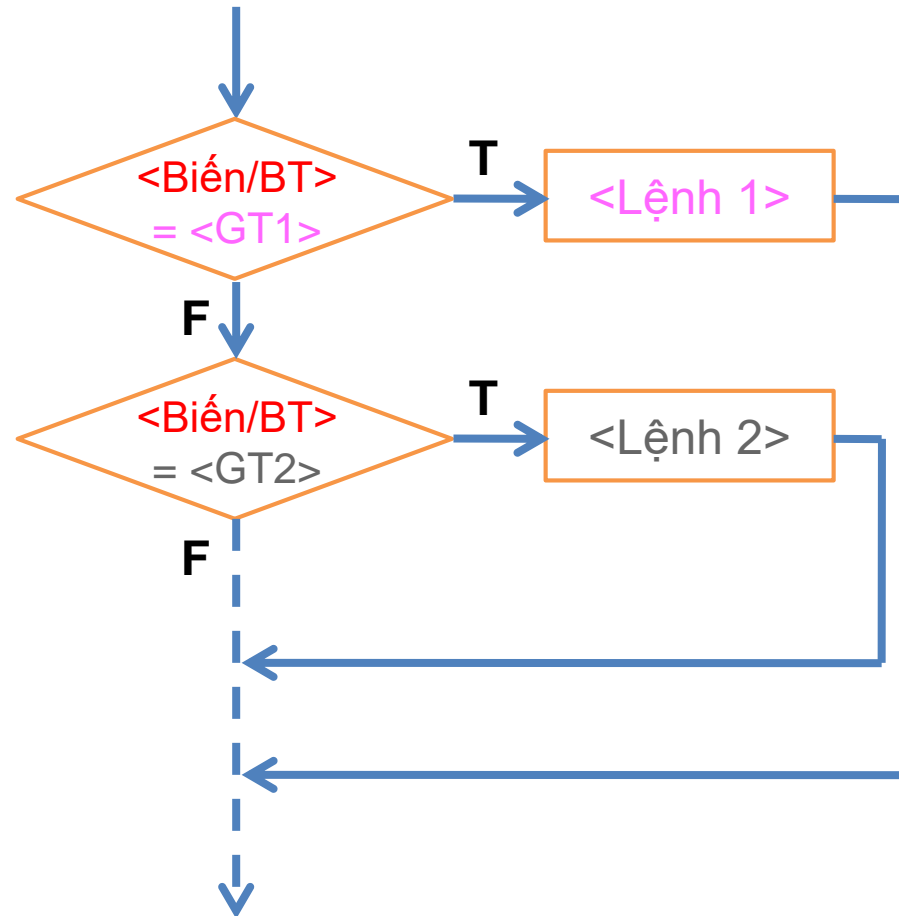 <Biến/BT>
= <GT1>
T
<Lệnh 1>
F
<Biến/BT>
= <GT2>
T
<Lệnh 2>
F